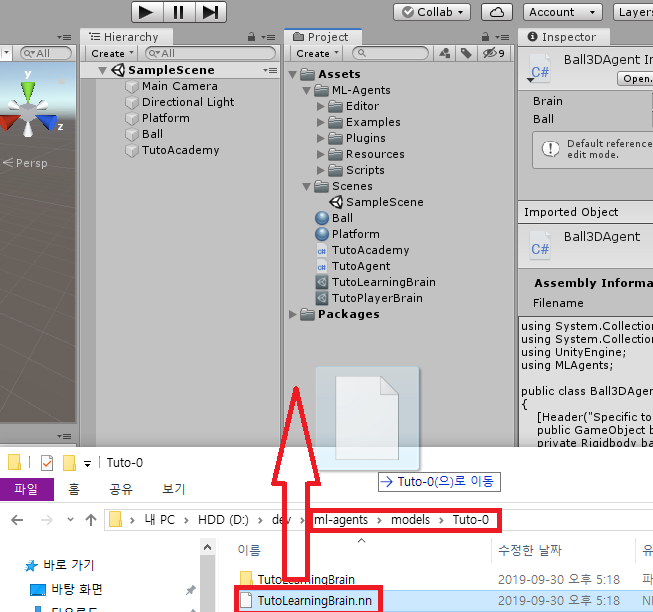 Collab
Account
Layers
Hierarchy
Project
Inspector
All
Create
All
Create
9
SampleScene
Main Camera
Directional Light
Platform
Ball
TutoAcademy
Assets
ML-Agents
Editor
Examples
Plugins
Resources
Scripts
Scenes
SampleScene
Ball
Platform
TutoAcademy
TutoAgent
TutoLearningBrain
TutoPlayerBrain
Packages
y
z
Persp
C#
Ball3DAgent
Open.
Brain
Ball
Default reference
edit mode.
Imported Object
C#
Ball3DAgent
Assembly Informa
Filename
using System.Collection
using System.Collection
using UnityEngine;
using MLAgents;
public class Ball3DAgen
{
[Header("Specific to
public GameObject b
private Rigidbody ba
Tuto-0
Tuto-0(으)로 이동
파일 홈 공유 보기
내 PC > HDD (D:) > dev > ml-agents > models > Tuto-0
이름 수정한 날짜
바로 가기
바탕 화면
다운로드
TutoLearningBrain 2019-09-30 오후 5:18
TutoLearningBrain.nn 2019-09-30 오후 5:18